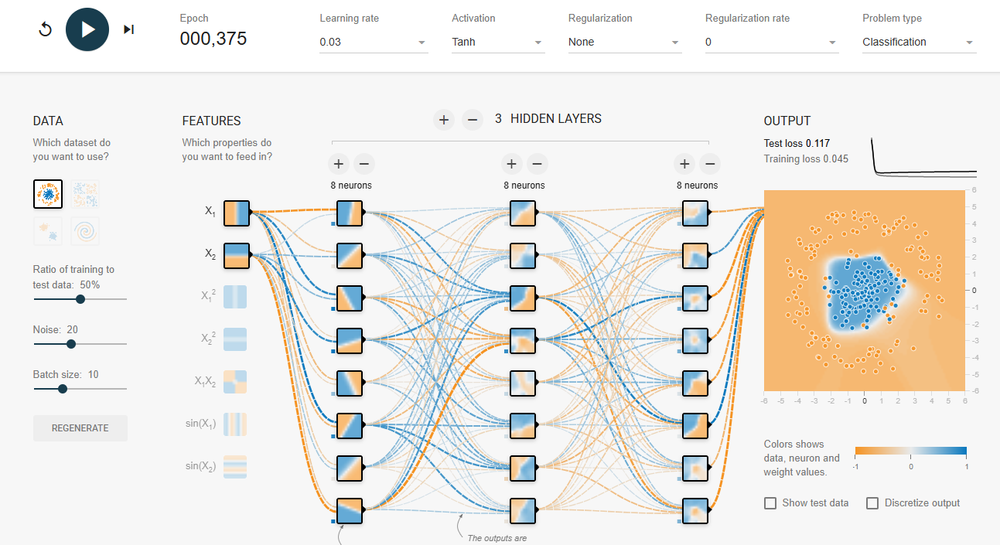 Epoch
000,375
Learning rate
0.03
Activation
Tanh
Regularization
None
Regularization rate
0
Problem type
Classification
DATA
Which dataset do
you want to use?
Ratio of training to
test data: 50%
Noise: 20
Batch size: 10
REGENERATE
FEATURES
Which properties do
you want to feed in?
X1
X2
X1²
X2²
X1X2
sin(X1)
sin(X2)
+ − 3 HIDDEN LAYERS
+ −
8 neurons
+ −
8 neurons
+ −
8 neurons
The outputs are
OUTPUT
Test loss 0.117
Training loss 0.045
6
5
4
3
2
1
0
-1
-2
-3
-4
-5
-6
-6 -5 -4 -3 -2 -1 0 1 2 3 4 5 6
Colors shows
data, neuron and
weight values.
-1 0 1
Show test data
Discretize output